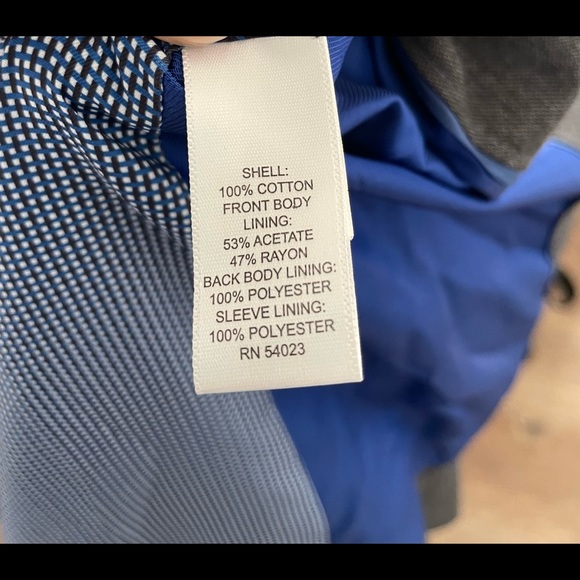 SHELL:
100% COTTON
FRONT BODY
LINING:
53% ACETATE
47% RAYON
BACK BODY LINING:
100% POLYESTER
SLEEVE LINING:
100% POLYESTER
RN 54023